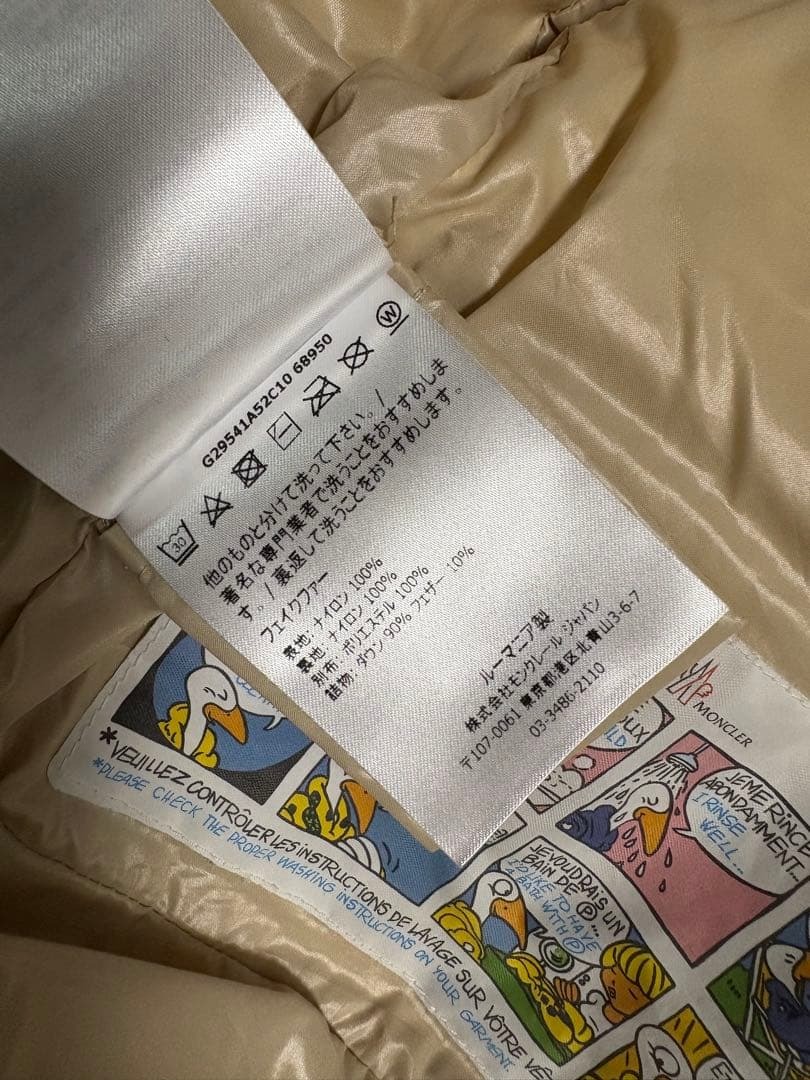 G29541A52C10 68950
30
W
他のものと分けて洗って下さい。/
著名な専門業者で洗うことをおすすめしま
す。/ 裏返して洗うことをおすすめします。
フェイクファー
表地: ナイロン 100%
裏地: ナイロン 100%
別布: ポリエステル 100%
詰物: ダウン 90% フェザー 10%
ルーマニア製
株式会社モンクレール ジャパン
〒107-0061 東京都港区北青山3-6-7
03-3486-2110
MONCLER
*VEUILLEZ CONTRÔLER LES INSTRUCTIONS DE LAVAGE SUR VÔTRE
*PLEASE CHECK THE PROPER WASHING INSTRUCTIONS ON YOUR GARMENT.
JE ME RINCE
ABONDAMMENT...
I RINSE
WELL...
JE VOUDRAIS UN
BAIN DE Ⓟ"
I'D LIKE TO HAVE
A BATH WITH Ⓟ